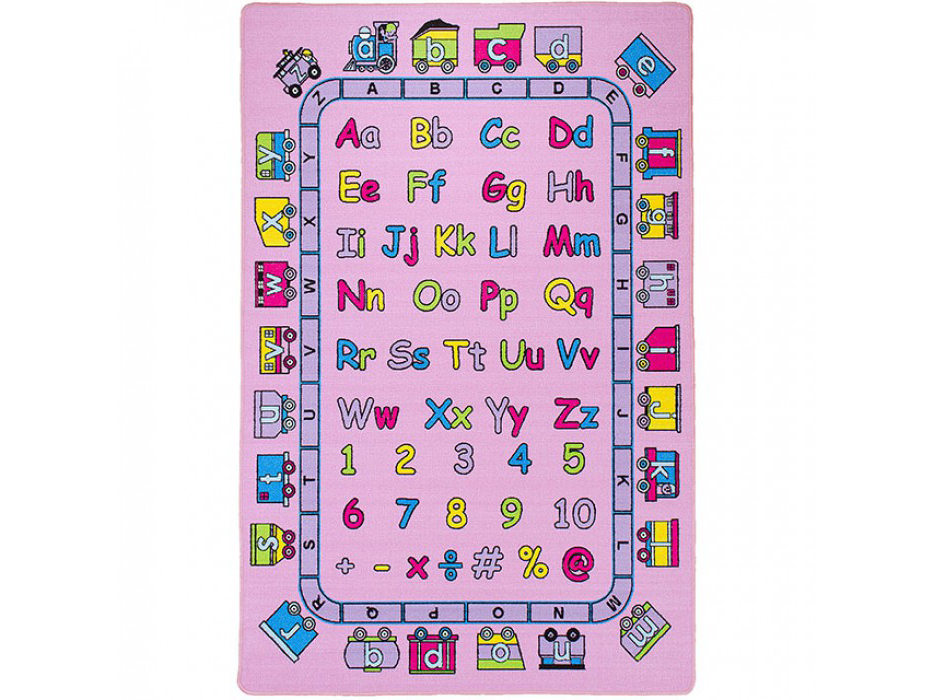 a b c d e
A B C D E
f g h i j k l
F G H I J K L
m n o p q r
M N O P Q R
s t u v w x y z
S T U V W X Y Z
Aa Bb Cc Dd
Ee Ff Gg Hh
Ii Jj Kk Ll Mm
Nn Oo Pp Qq
Rr Ss Tt Uu Vv
Ww Xx Yy Zz
1 2 3 4 5
6 7 8 9 10
+ - x ÷ # % @